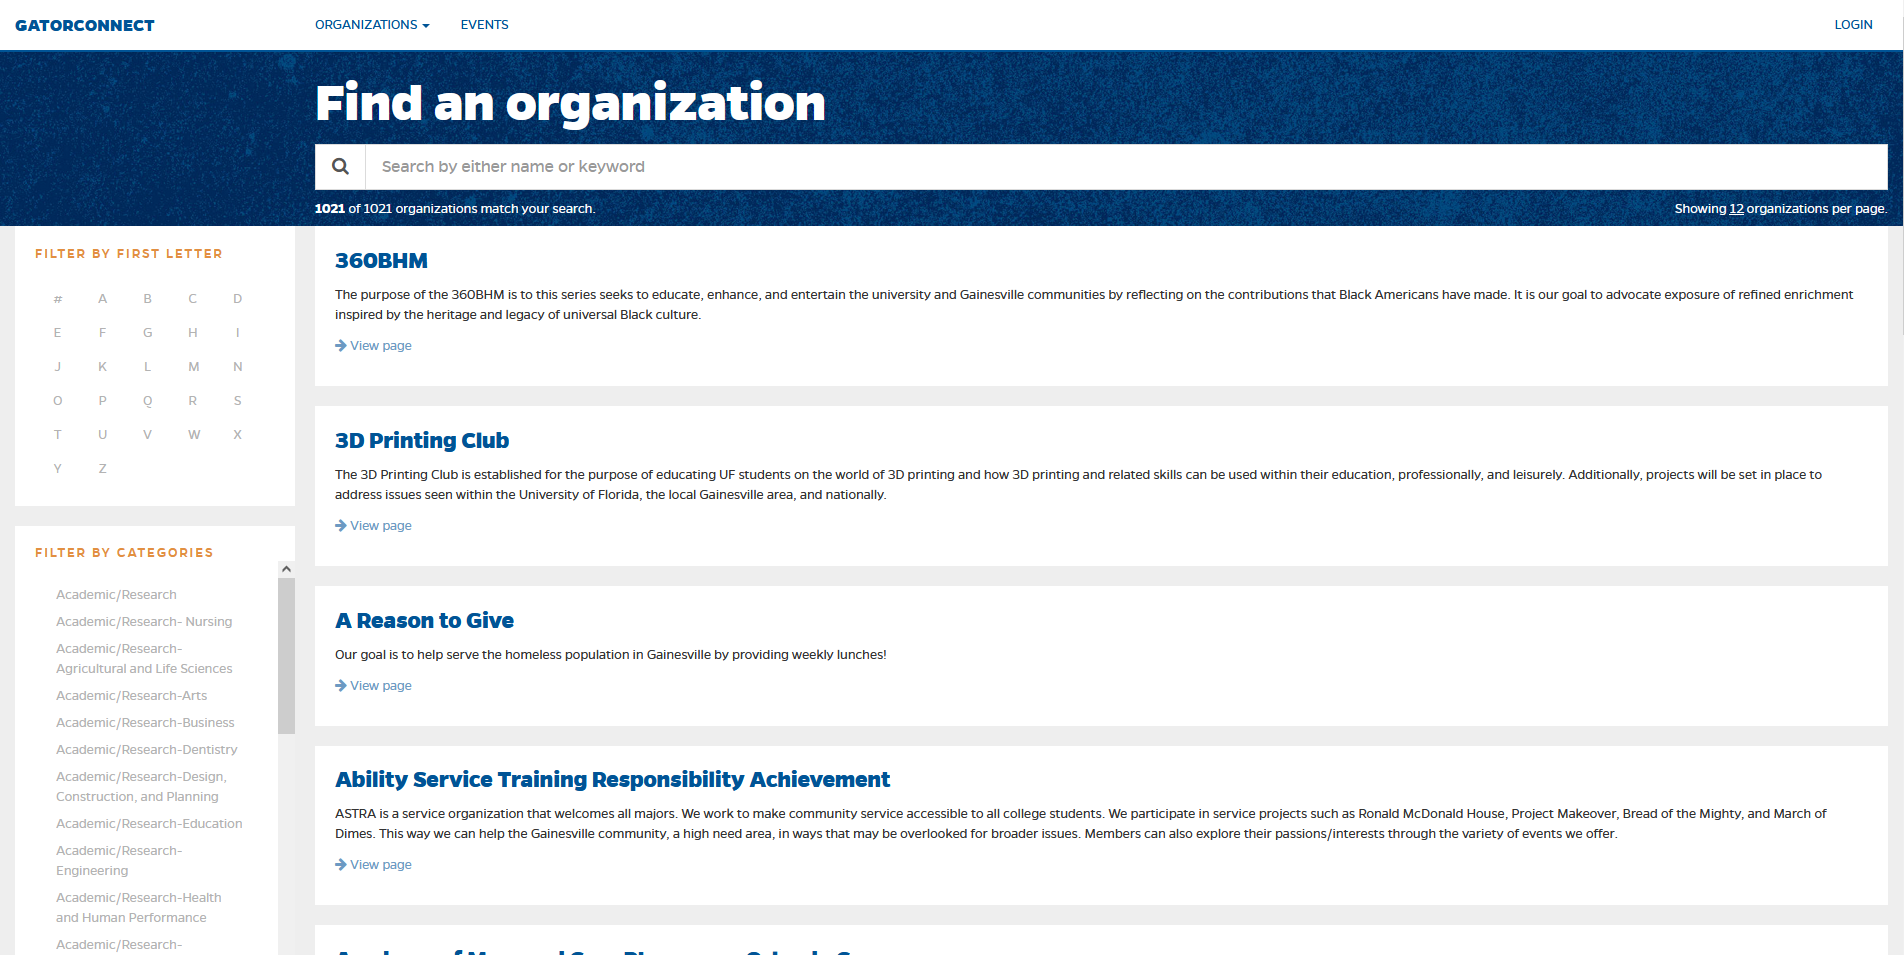 GATORCONNECT
ORGANIZATIONS
EVENTS
LOGIN
Find an organization
Search by either name or keyword
1021 of 1021 organizations match your search.
Showing 12 organizations per page.
FILTER BY FIRST LETTER
# A B C D
E F G H I
J K L M N
O P Q R S
T U V W X
Y Z
FILTER BY CATEGORIES
Academic/Research
Academic/Research- Nursing
Academic/Research-
Agricultural and Life Sciences
Academic/Research-Arts
Academic/Research-Business
Academic/Research-Dentistry
Academic/Research-Design,
Construction, and Planning
Academic/Research-Education
Academic/Research-
Engineering
Academic/Research-Health
and Human Performance
Academic/Research-
360BHM
The purpose of the 360BHM is to this series seeks to educate, enhance, and entertain the university and Gainesville communities by reflecting on the contributions that Black Americans have made. It is our goal to advocate exposure of refined enrichment
inspired by the heritage and legacy of universal Black culture.
View page
3D Printing Club
The 3D Printing Club is established for the purpose of educating UF students on the world of 3D printing and how 3D printing and related skills can be used within their education, professionally, and leisurely. Additionally, projects will be set in place to
address issues seen within the University of Florida, the local Gainesville area, and nationally.
View page
A Reason to Give
Our goal is to help serve the homeless population in Gainesville by providing weekly lunches!
View page
Ability Service Training Responsibility Achievement
ASTRA is a service organization that welcomes all majors. We work to make community service accessible to all college students. We participate in service projects such as Ronald McDonald House, Project Makeover, Bread of the Mighty, and March of
Dimes. This way we can help the Gainesville community, a high need area, in ways that may be overlooked for broader issues. Members can also explore their passions/interests through the variety of events we offer.
View page